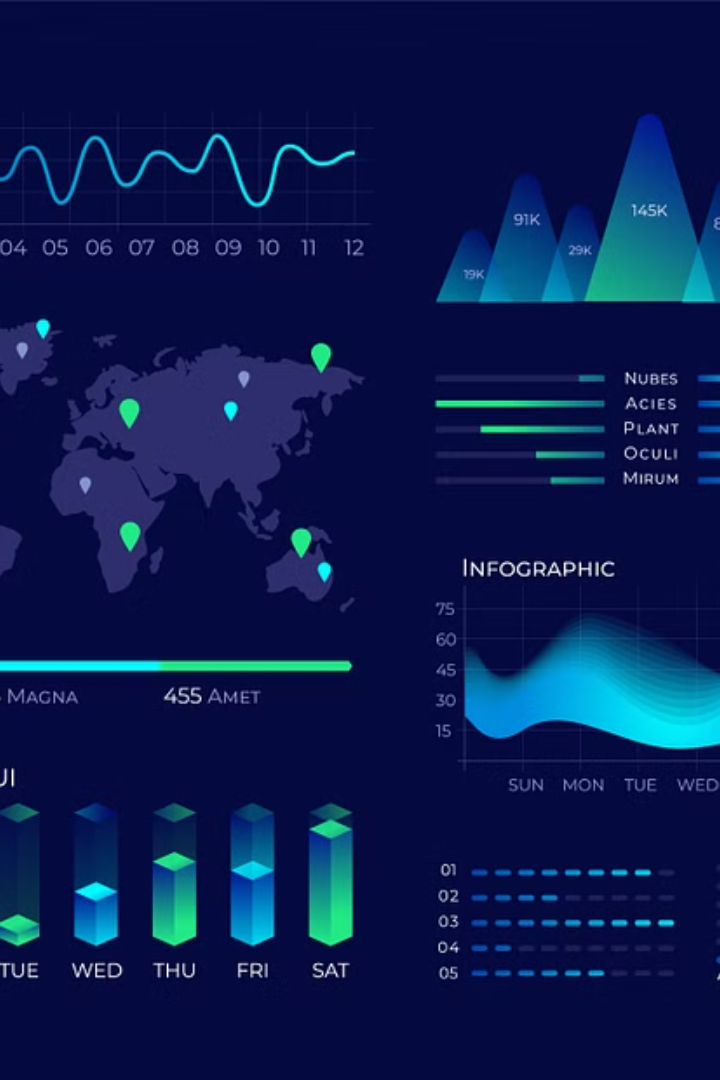 04 05 06 07 08 09 10 11 12
19K
91K
29K
145K
NUBES
ACIES
PLANT
OCULI
MIRUM
MAGNA
455 AMET
INFOGRAPHIC
75
60
45
30
15
SUN MON TUE WED
UI
TUE WED THU FRI SAT
01
02
03
04
05